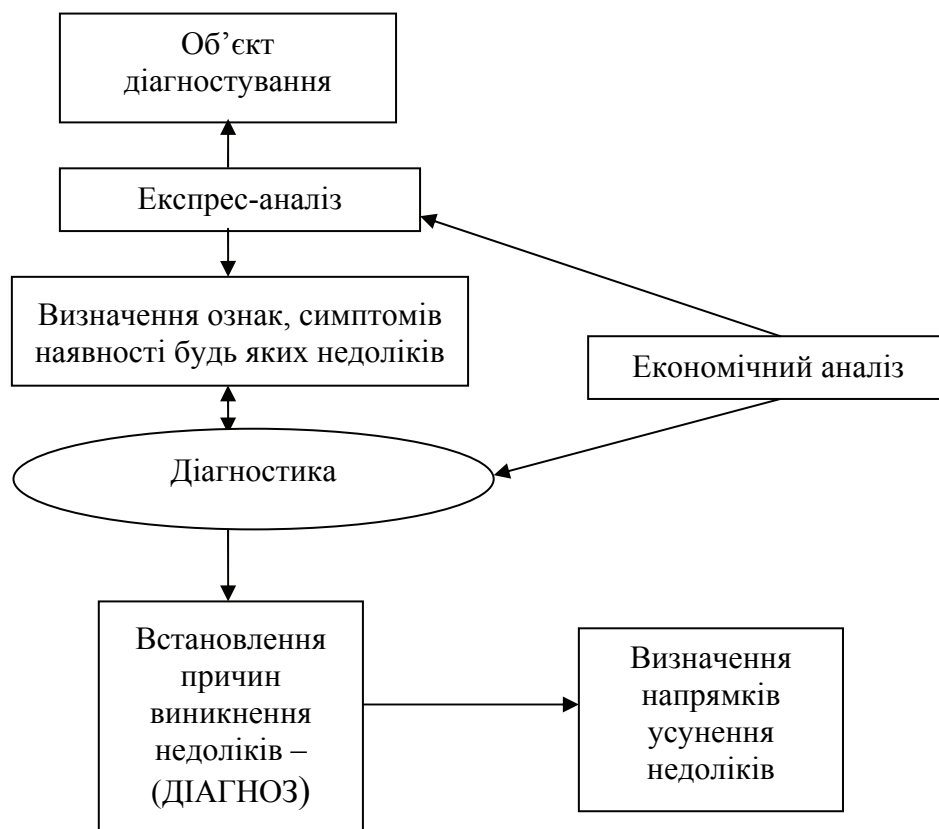 Об’єкт
діагностування
Експрес-аналіз
Визначення ознак, симптомів
наявності будь яких недоліків
Економічний аналіз
Діагностика
Встановлення
причин
виникнення
недоліків –
(ДІАГНОЗ)
Визначення
напрямків
усунення
недоліків